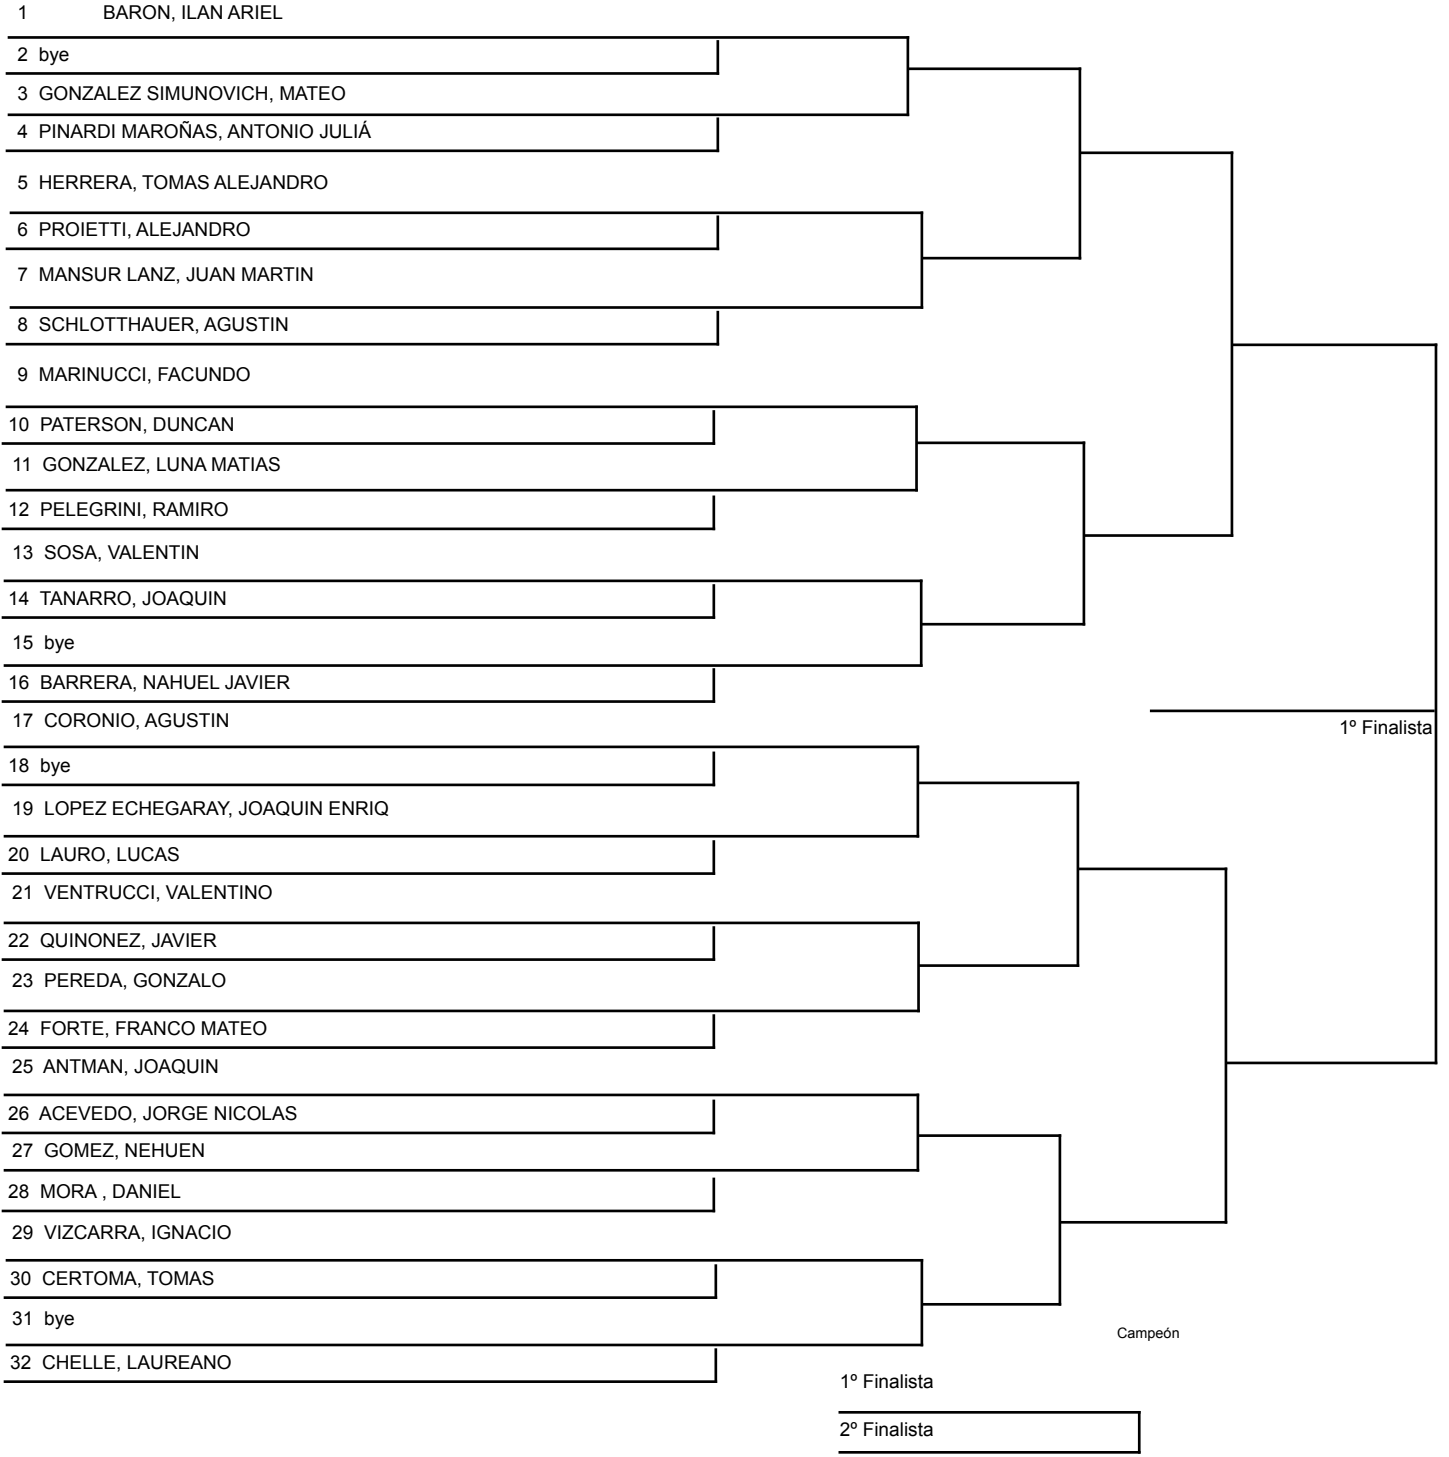 1 BARON, ILAN ARIEL
2 bye
3 GONZALEZ SIMUNOVICH, MATEO
4 PINARDI MAROÑAS, ANTONIO JULIÁ
5 HERRERA, TOMAS ALEJANDRO
6 PROIETTI, ALEJANDRO
7 MANSUR LANZ, JUAN MARTIN
8 SCHLOTTHAUER, AGUSTIN
9 MARINUCCI, FACUNDO
10 PATERSON, DUNCAN
11 GONZALEZ, LUNA MATIAS
12 PELEGRINI, RAMIRO
13 SOSA, VALENTIN
14 TANARRO, JOAQUIN
15 bye
16 BARRERA, NAHUEL JAVIER
17 CORONIO, AGUSTIN
1º Finalista
18 bye
19 LOPEZ ECHEGARAY, JOAQUIN ENRIQ
20 LAURO, LUCAS
21 VENTRUCCI, VALENTINO
22 QUINONEZ, JAVIER
23 PEREDA, GONZALO
24 FORTE, FRANCO MATEO
25 ANTMAN, JOAQUIN
26 ACEVEDO, JORGE NICOLAS
27 GOMEZ, NEHUEN
28 MORA , DANIEL
29 VIZCARRA, IGNACIO
30 CERTOMA, TOMAS
31 bye
Campeón
32 CHELLE, LAUREANO
1º Finalista
2º Finalista